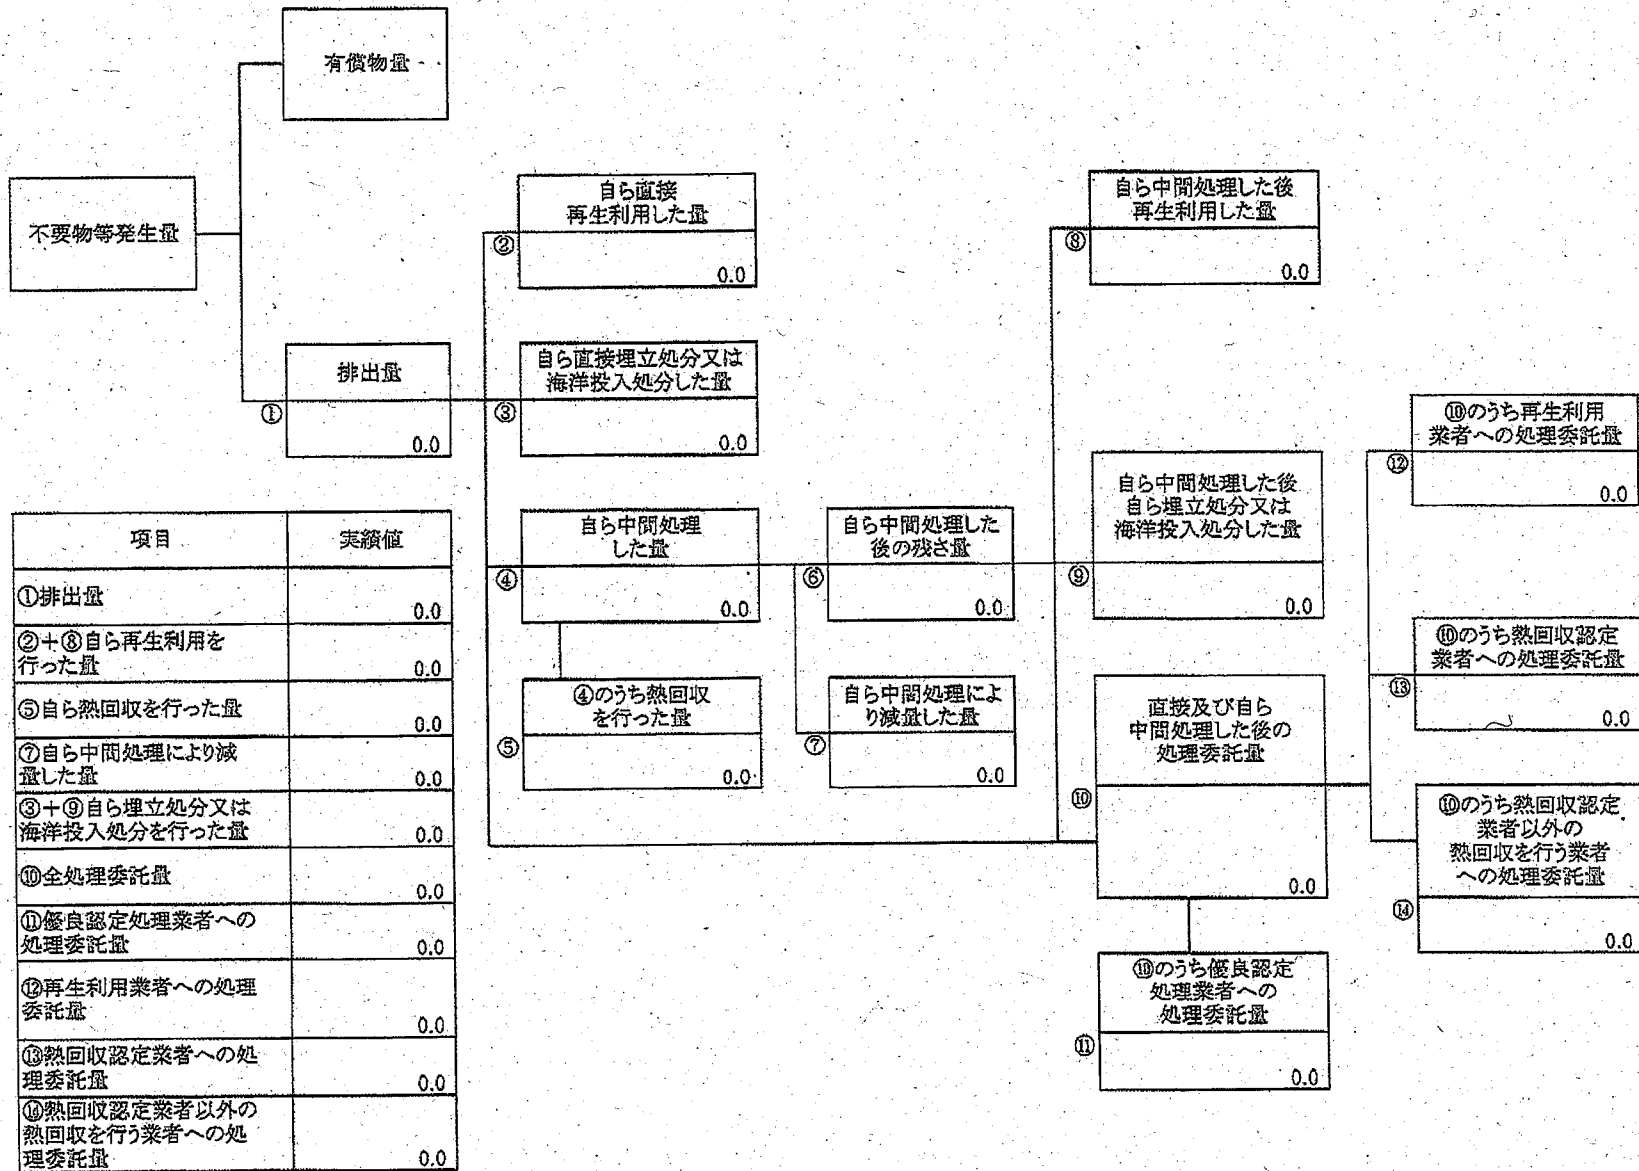 有償物量
不要物等発生量
排出量
①
0.0
自ら直接
再生利用した量
②
0.0
自ら直接埋立処分又は
海洋投入処分した量
③
0.0
自ら中間処理
した量
④
0.0
④のうち熱回収
を行った量
⑤
0.0
自ら中間処理した
後の残さ量
⑥
0.0
自ら中間処理によ
り減量した量
⑦
0.0
自ら中間処理した後
再生利用した量
⑧
0.0
自ら中間処理した後
自ら埋立処分又は
海洋投入処分した量
⑨
0.0
直接及び自ら
中間処理した後の
処理委託量
⑩
0.0
⑩のうち優良認定
処理業者への
処理委託量
⑪
0.0
⑩のうち再生利用
業者への処理委託量
⑫
0.0
⑩のうち熱回収認定
業者への処理委託量
⑬
0.0
⑩のうち熱回収認定
業者以外の
熱回収を行う業者
への処理委託量
⑭
0.0
項目 実績値
①排出量
0.0
②+⑧自ら再生利用を
行った量
0.0
⑤自ら熱回収を行った量
0.0
⑦自ら中間処理により減
量した量
0.0
③+⑨自ら埋立処分又は
海洋投入処分を行った量
0.0
⑩全処理委託量
0.0
⑪優良認定処理業者への
処理委託量
0.0
⑫再生利用業者への処理
委託量
0.0
⑬熱回収認定業者への処
理委託量
0.0
⑭熱回収認定業者以外の
熱回収を行う業者への処
理委託量
0.0